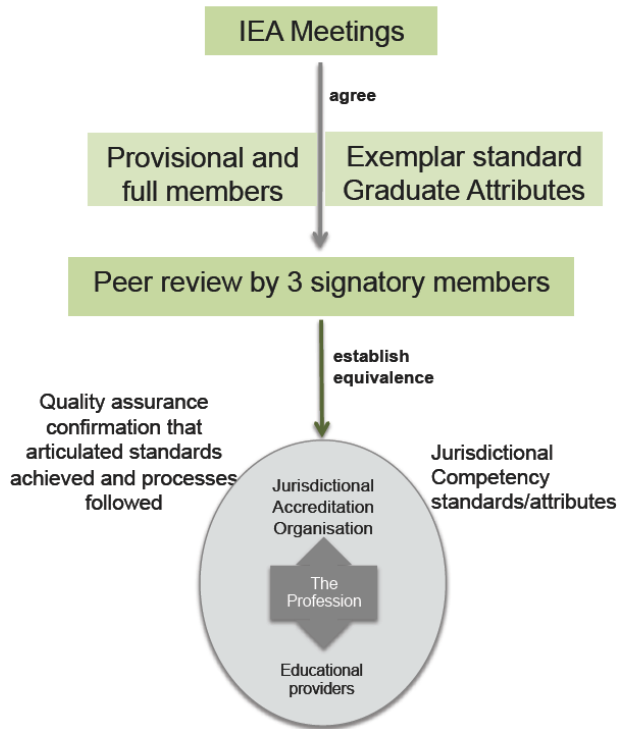 IEA Meetings
agree
Provisional and
full members
Exemplar standard
Graduate Attributes
Peer review by 3 signatory members
establish
equivalence
Quality assurance
confirmation that
articulated standards
achieved and processes
followed
Jurisdictional
Competency
standards/attributes
Jurisdictional
Accreditation
Organisation
The
Profession
Educational
providers